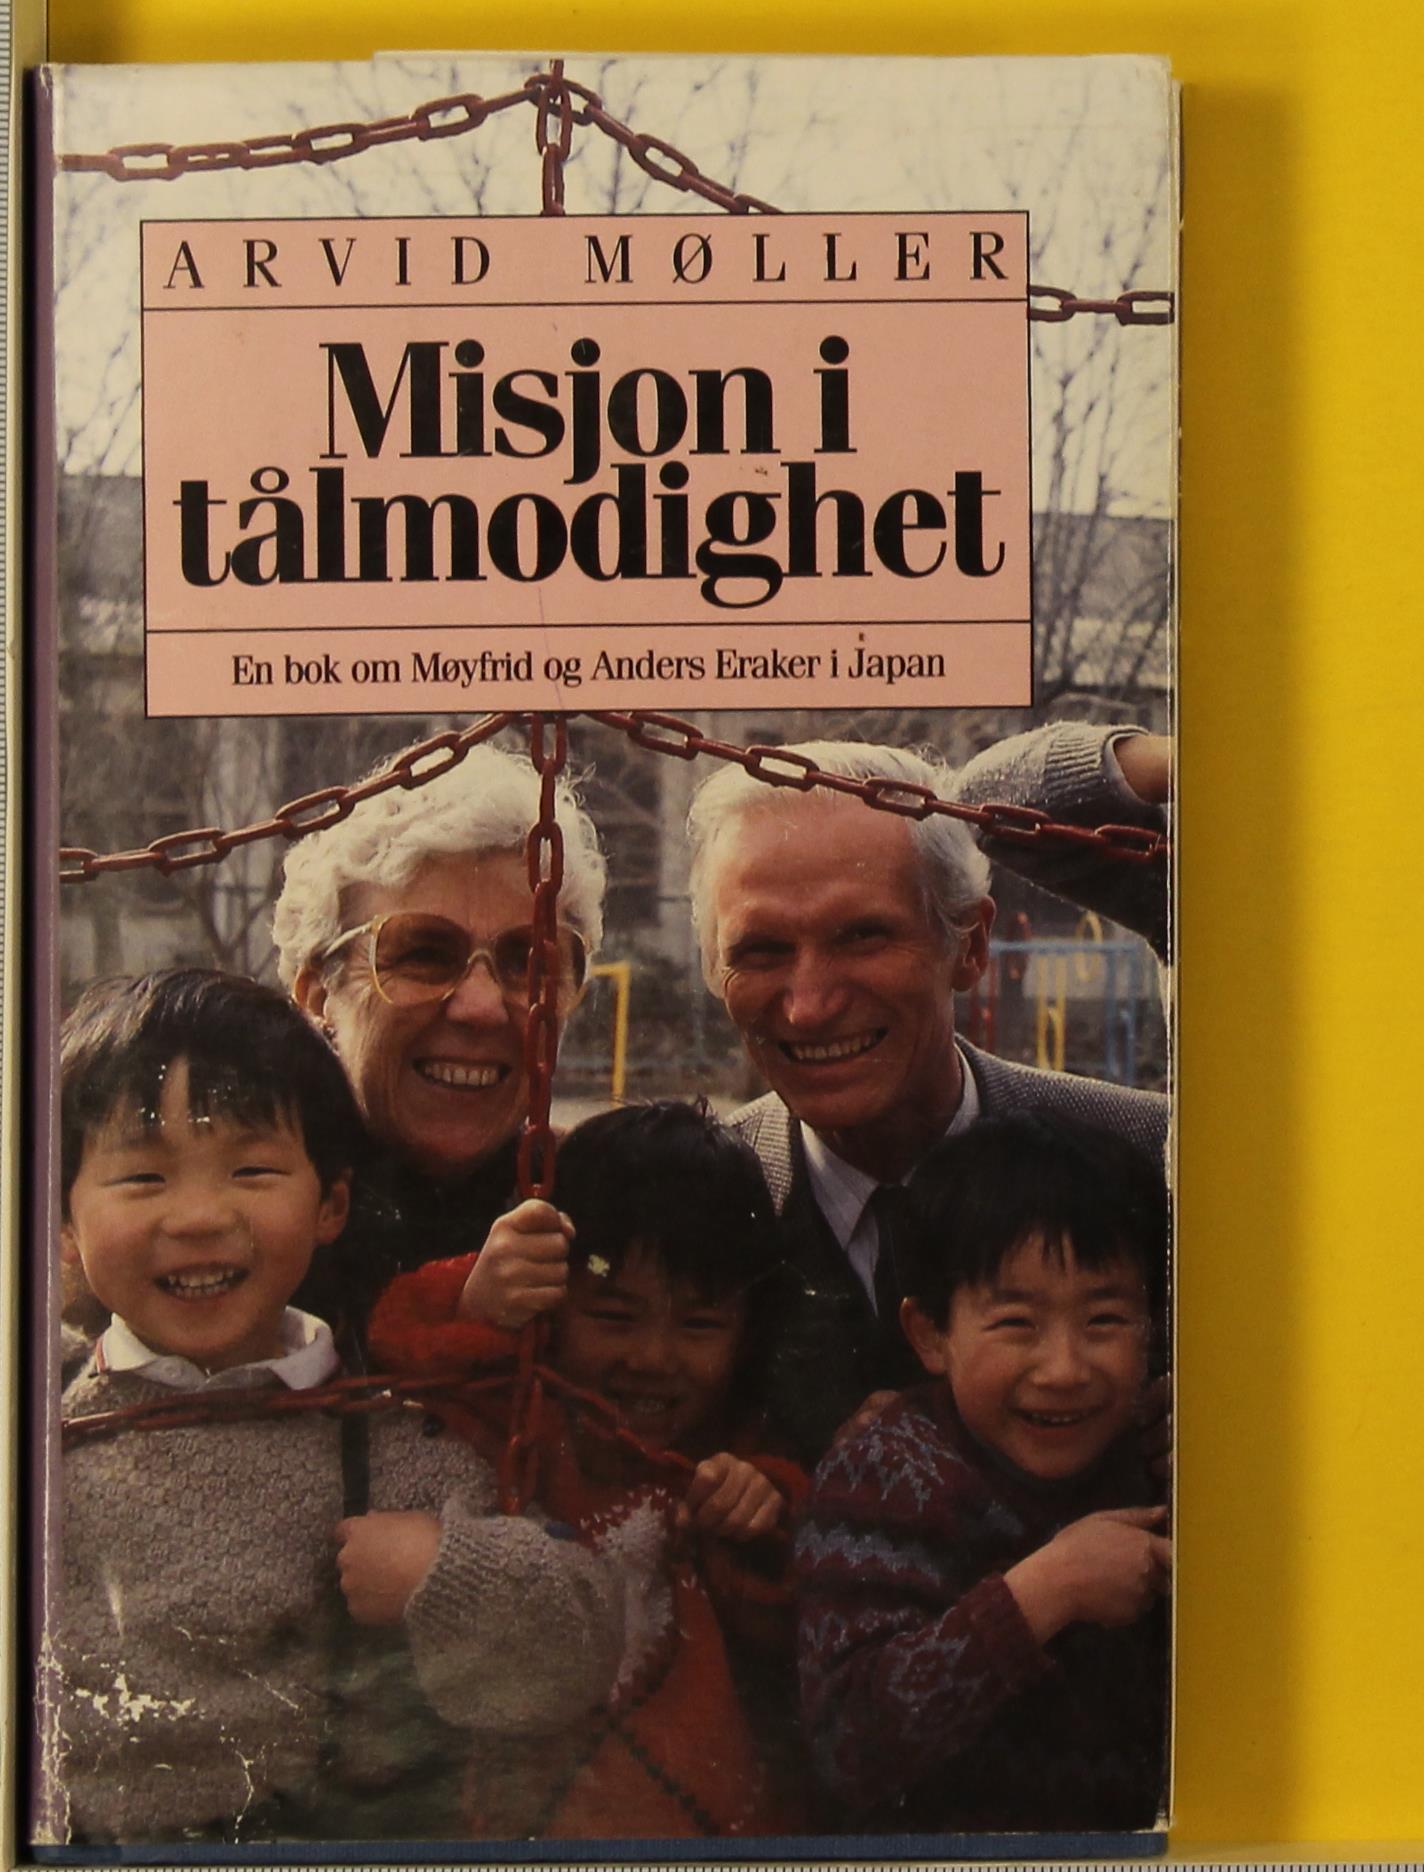 ARVID MØLLER
Misjon i
tålmodighet
En bok om Møyfrid og Anders Eraker i Japan